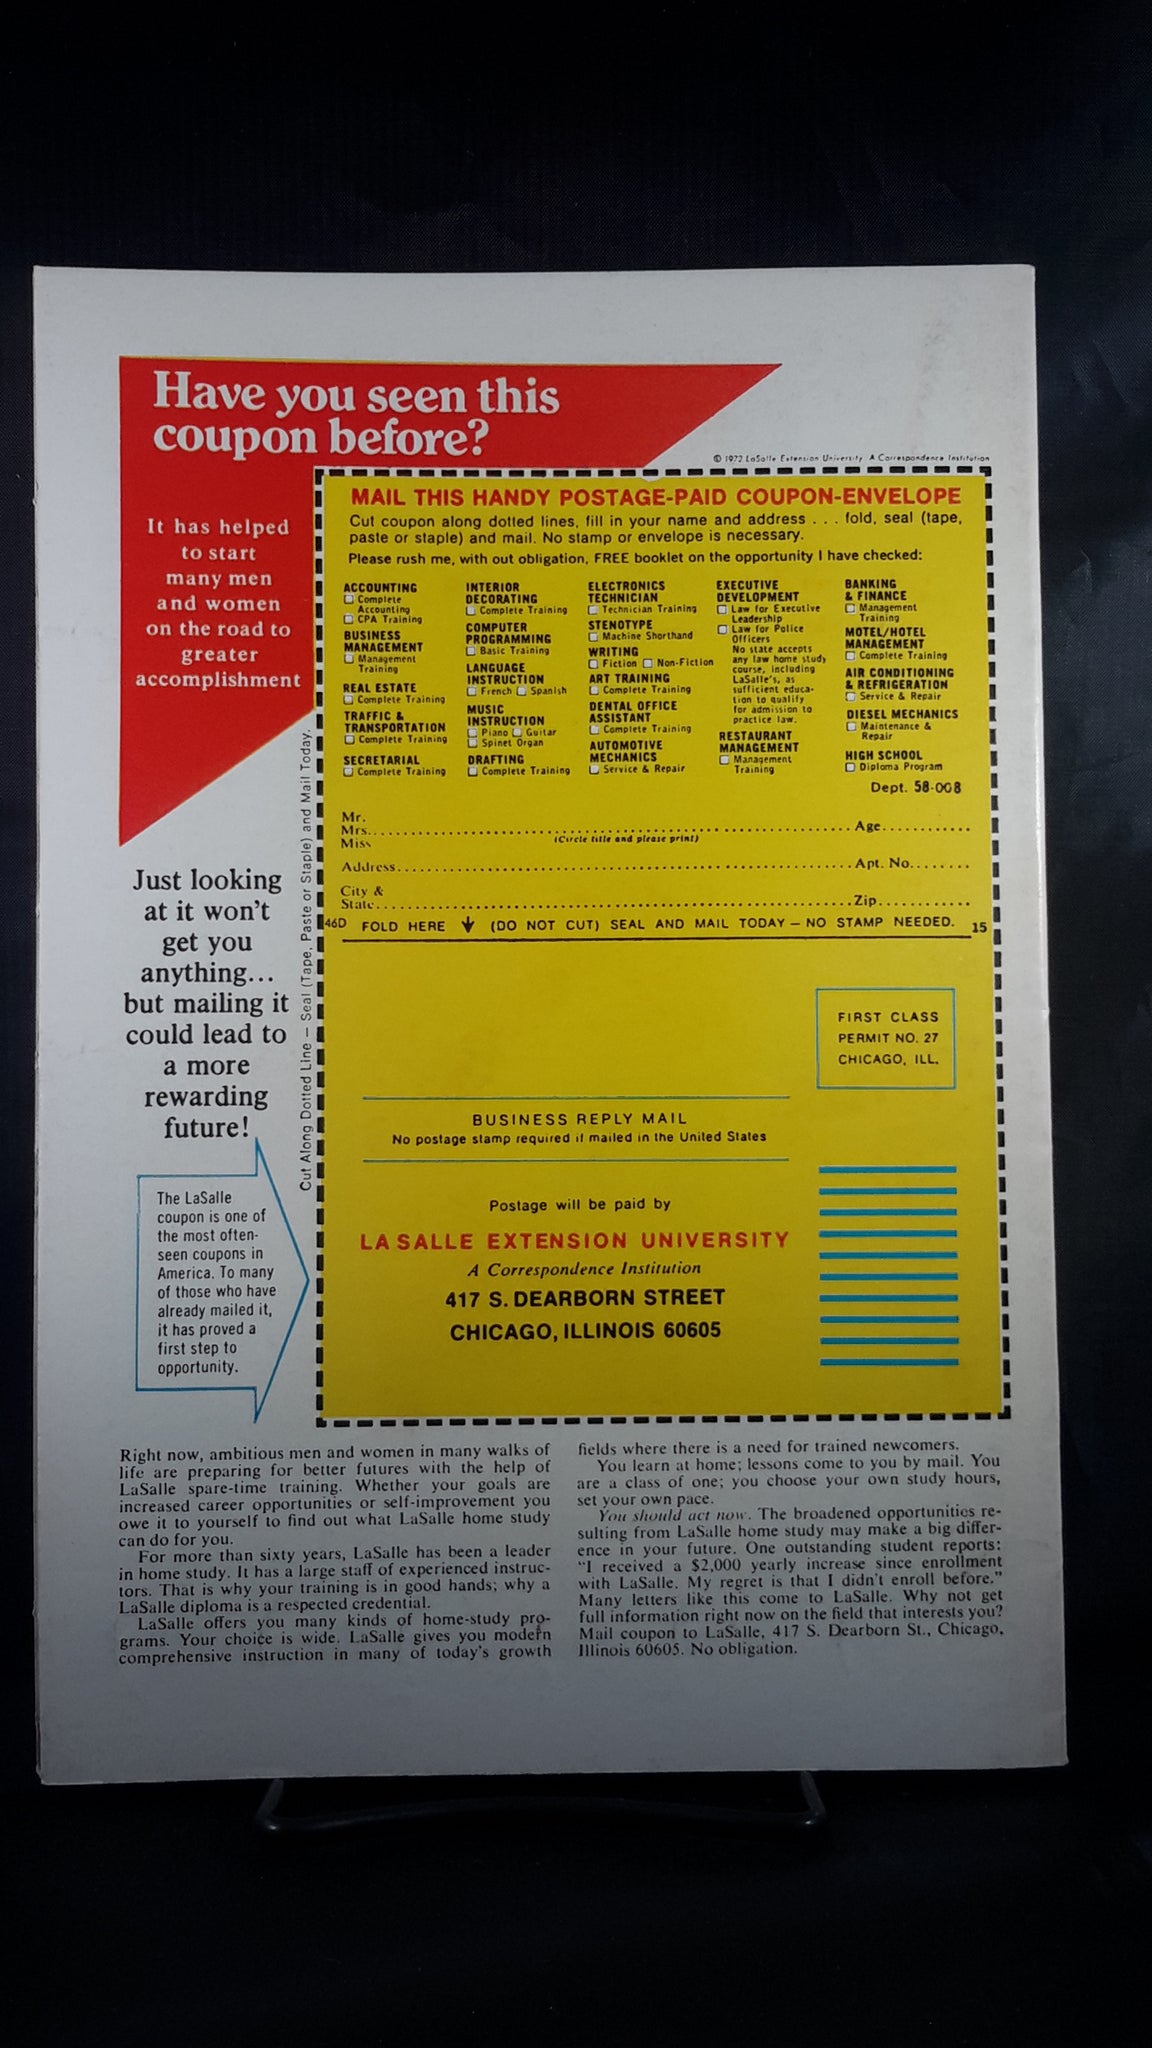 Have you seen this
coupon before?
© 1972 LaSalle Extension University A Correspondence Institution
It has helped
to start
many men
and women
on the road to
greater
accomplishment
MAIL THIS HANDY POSTAGE-PAID COUPON-ENVELOPE
Cut coupon along dotted lines, fill in your name and address . . . fold, seal (tape,
paste or staple) and mail. No stamp or envelope is necessary.
Please rush me, with out obligation, FREE booklet on the opportunity I have checked:
ACCOUNTING
Complete
Accounting
CPA Training
BUSINESS
MANAGEMENT
Management
Training
REAL ESTATE
Complete Training
TRAFFIC &
TRANSPORTATION
Complete Training
SECRETARIAL
Complete Training
INTERIOR
DECORATING
Complete Training
COMPUTER
PROGRAMMING
Basic Training
LANGUAGE
INSTRUCTION
French Spanish
MUSIC
INSTRUCTION
Piano Guitar
Spinet Organ
DRAFTING
Complete Training
ELECTRONICS
TECHNICIAN
Technician Training
STENOTYPE
Machine Shorthand
WRITING
Fiction Non-Fiction
ART TRAINING
Complete Training
DENTAL OFFICE
ASSISTANT
Complete Training
AUTOMOTIVE
MECHANICS
Service & Repair
EXECUTIVE
DEVELOPMENT
Law for Executive
Leadership
Law for Police
Officers
No state accepts
any law home study
course, including
LaSalle's, as
sufficient educa-
tion to qualify
for admission to
practice law.
RESTAURANT
MANAGEMENT
Management
Training
BANKING
& FINANCE
Management
Training
MOTEL/HOTEL
MANAGEMENT
Complete Training
AIR CONDITIONING
& REFRIGERATION
Service & Repair
DIESEL MECHANICS
Maintenance &
Repair
HIGH SCHOOL
Diploma Program
Dept. 58-008
Mr.
Mrs. Age
Miss (Circle title and please print)
Address Apt. No.
City &
State Zip
46D FOLD HERE ↓ (DO NOT CUT) SEAL AND MAIL TODAY — NO STAMP NEEDED. 15
Cut Along Dotted Line — Seal (Tape, Paste or Staple) and Mail Today.
Just looking
at it won't
get you
anything...
but mailing it
could lead to
a more
rewarding
future!
FIRST CLASS
PERMIT NO. 27
CHICAGO, ILL.
BUSINESS REPLY MAIL
No postage stamp required if mailed in the United States
Postage will be paid by
LA SALLE EXTENSION UNIVERSITY
A Correspondence Institution
417 S. DEARBORN STREET
CHICAGO, ILLINOIS 60605
The LaSalle
coupon is one of
the most often-
seen coupons in
America. To many
of those who have
already mailed it,
it has proved a
first step to
opportunity.
Right now, ambitious men and women in many walks of
life are preparing for better futures with the help of
LaSalle spare-time training. Whether your goals are
increased career opportunities or self-improvement you
owe it to yourself to find out what LaSalle home study
can do for you.
For more than sixty years, LaSalle has been a leader
in home study. It has a large staff of experienced instruc-
tors. That is why your training is in good hands; why a
LaSalle diploma is a respected credential.
LaSalle offers you many kinds of home-study pro-
grams. Your choice is wide. LaSalle gives you modern
comprehensive instruction in many of today's growth
fields where there is a need for trained newcomers.
You learn at home; lessons come to you by mail. You
are a class of one; you choose your own study hours,
set your own pace.
You should act now. The broadened opportunities re-
sulting from LaSalle home study may make a big differ-
ence in your future. One outstanding student reports:
"I received a $2,000 yearly increase since enrollment
with LaSalle. My regret is that I didn't enroll before."
Many letters like this come to LaSalle. Why not get
full information right now on the field that interests you?
Mail coupon to LaSalle, 417 S. Dearborn St., Chicago,
Illinois 60605. No obligation.